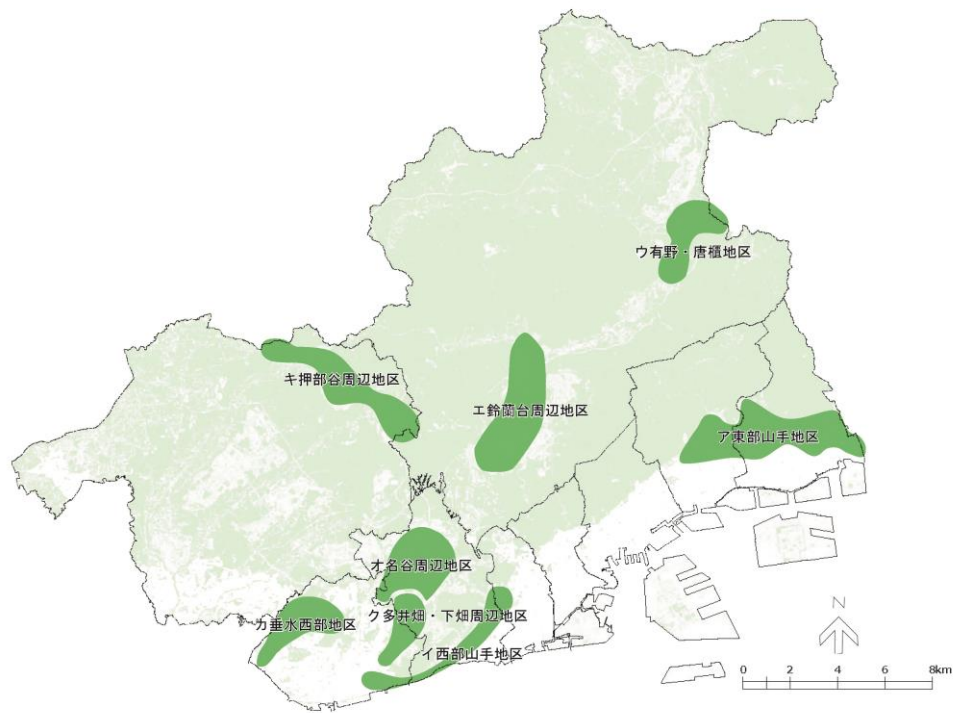 ウ有野・唐櫃地区
キ押部谷周辺地区
エ鈴蘭台周辺地区
ア東部山手地区
オ名谷周辺地区
ク多井畑・下畑周辺地区
カ垂水西部地区
イ西部山手地区
N
0 2 4 6 8km